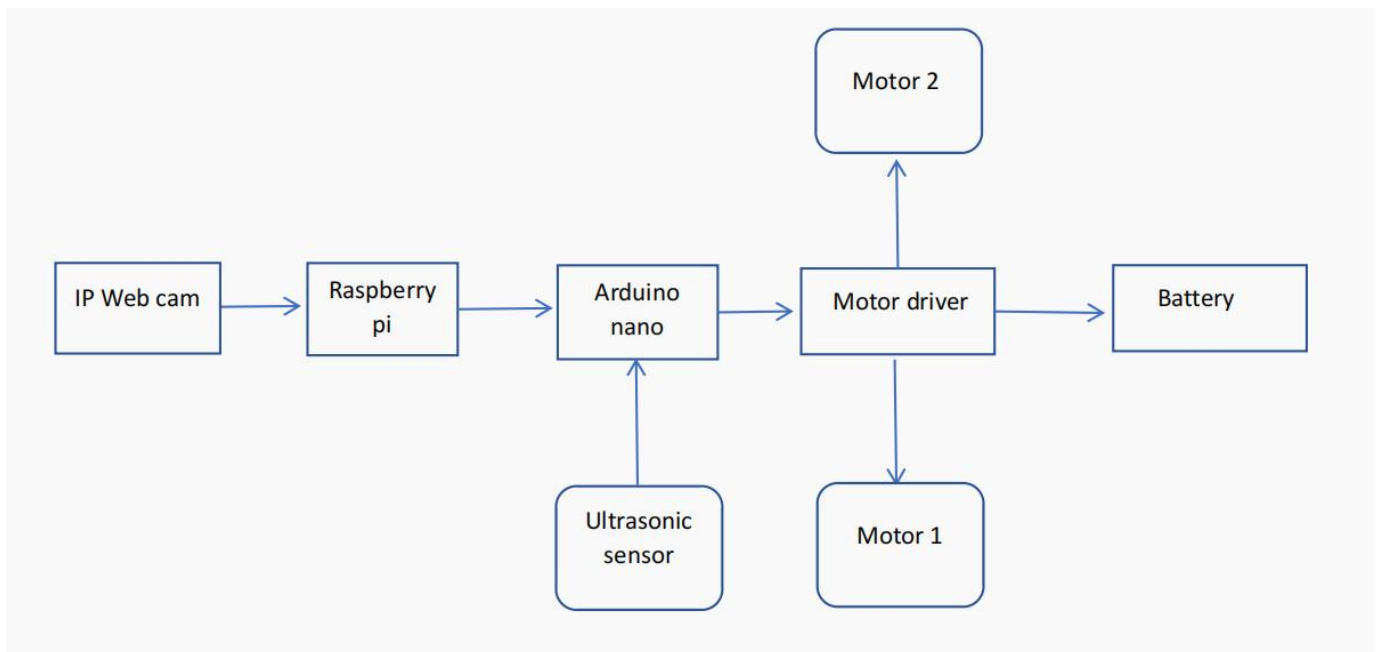 Motor 2
IP Web cam
Raspberry
pi
Arduino
nano
Motor driver
Battery
Ultrasonic
sensor
Motor 1